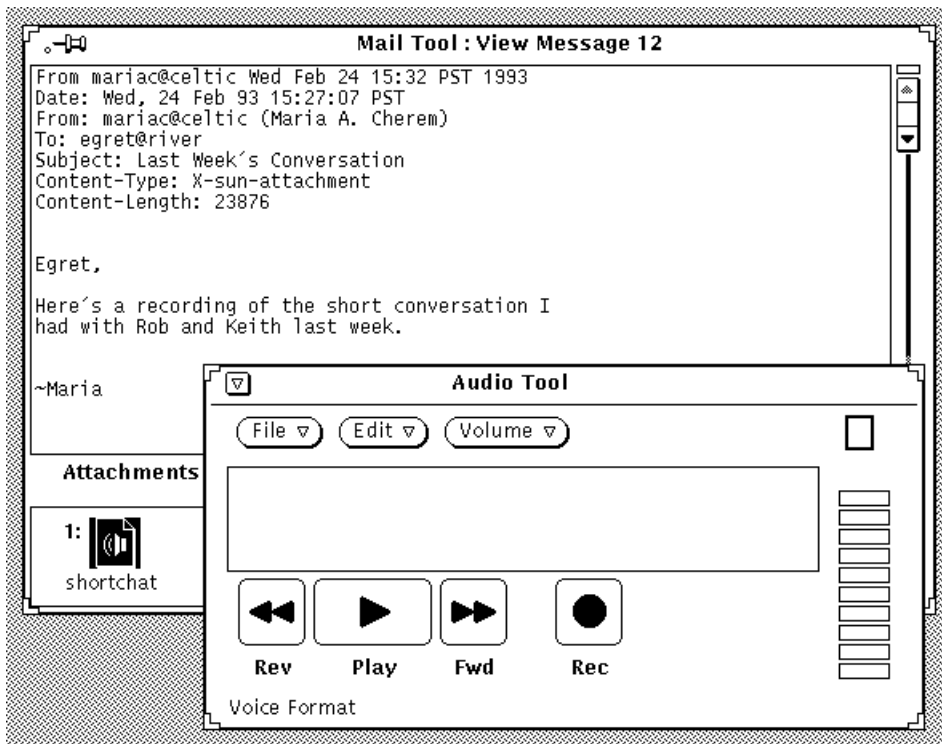 Mail Tool : View Message 12
From mariac@celtic Wed Feb 24 15:32 PST 1993
Date: Wed, 24 Feb 93 15:27:07 PST
From: mariac@celtic (Maria A. Cherem)
To: egret@river
Subject: Last Week´s Conversation
Content-Type: X-sun-attachment
Content-Length: 23876
Egret,
Here´s a recording of the short conversation I
had with Rob and Keith last week.
~Maria
Attachments
1:
shortchat
Audio Tool
File Edit Volume
Rev Play Fwd Rec
Voice Format